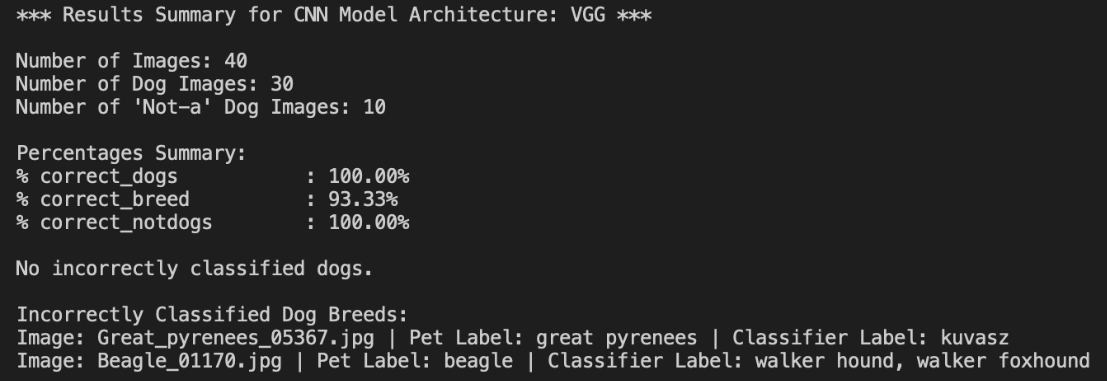 *** Results Summary for CNN Model Architecture: VGG ***
Number of Images: 40
Number of Dog Images: 30
Number of 'Not-a' Dog Images: 10
Percentages Summary:
% correct_dogs : 100.00%
% correct_breed : 93.33%
% correct_notdogs : 100.00%
No incorrectly classified dogs.
Incorrectly Classified Dog Breeds:
Image: Great_pyrenees_05367.jpg | Pet Label: great pyrenees | Classifier Label: kuvasz
Image: Beagle_01170.jpg | Pet Label: beagle | Classifier Label: walker hound, walker foxhound